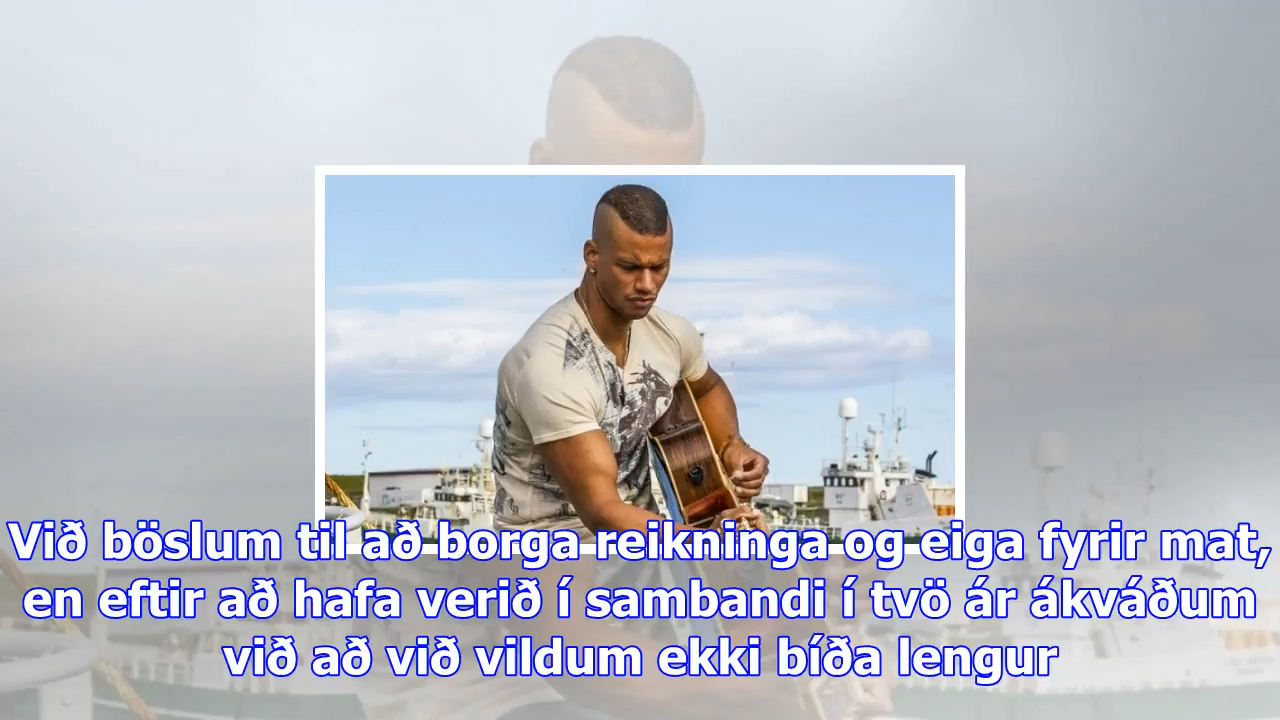 Við böslum til að borga reikninga og eiga fyrir mat,
en eftir að hafa verið í sambandi í tvö ár ákváðum
við að við vildum ekki bíða lengur